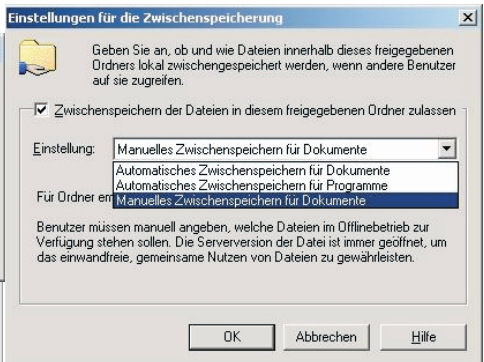 Einstellungen für die Zwischenspeicherung
Geben Sie an, ob und wie Dateien innerhalb dieses freigegebenen
Ordners lokal zwischengespeichert werden, wenn andere Benutzer
auf sie zugreifen.
Zwischenspeichern der Dateien in diesem freigegebenen Ordner zulassen
Einstellung: Manuelles Zwischenspeichern für Dokumente
Automatisches Zwischenspeichern für Dokumente
Automatisches Zwischenspeichern für Programme
Für Ordner
Manuelles Zwischenspeichern für Dokumente
Benutzer müssen manuell angeben, welche Dateien im Offlinebetrieb zur
Verfügung stehen sollen. Die Serverversion der Datei ist immer geöffnet, um
das einwandfreie, gemeinsame Nutzen von Dateien zu gewährleisten.
OK Abbrechen Hilfe